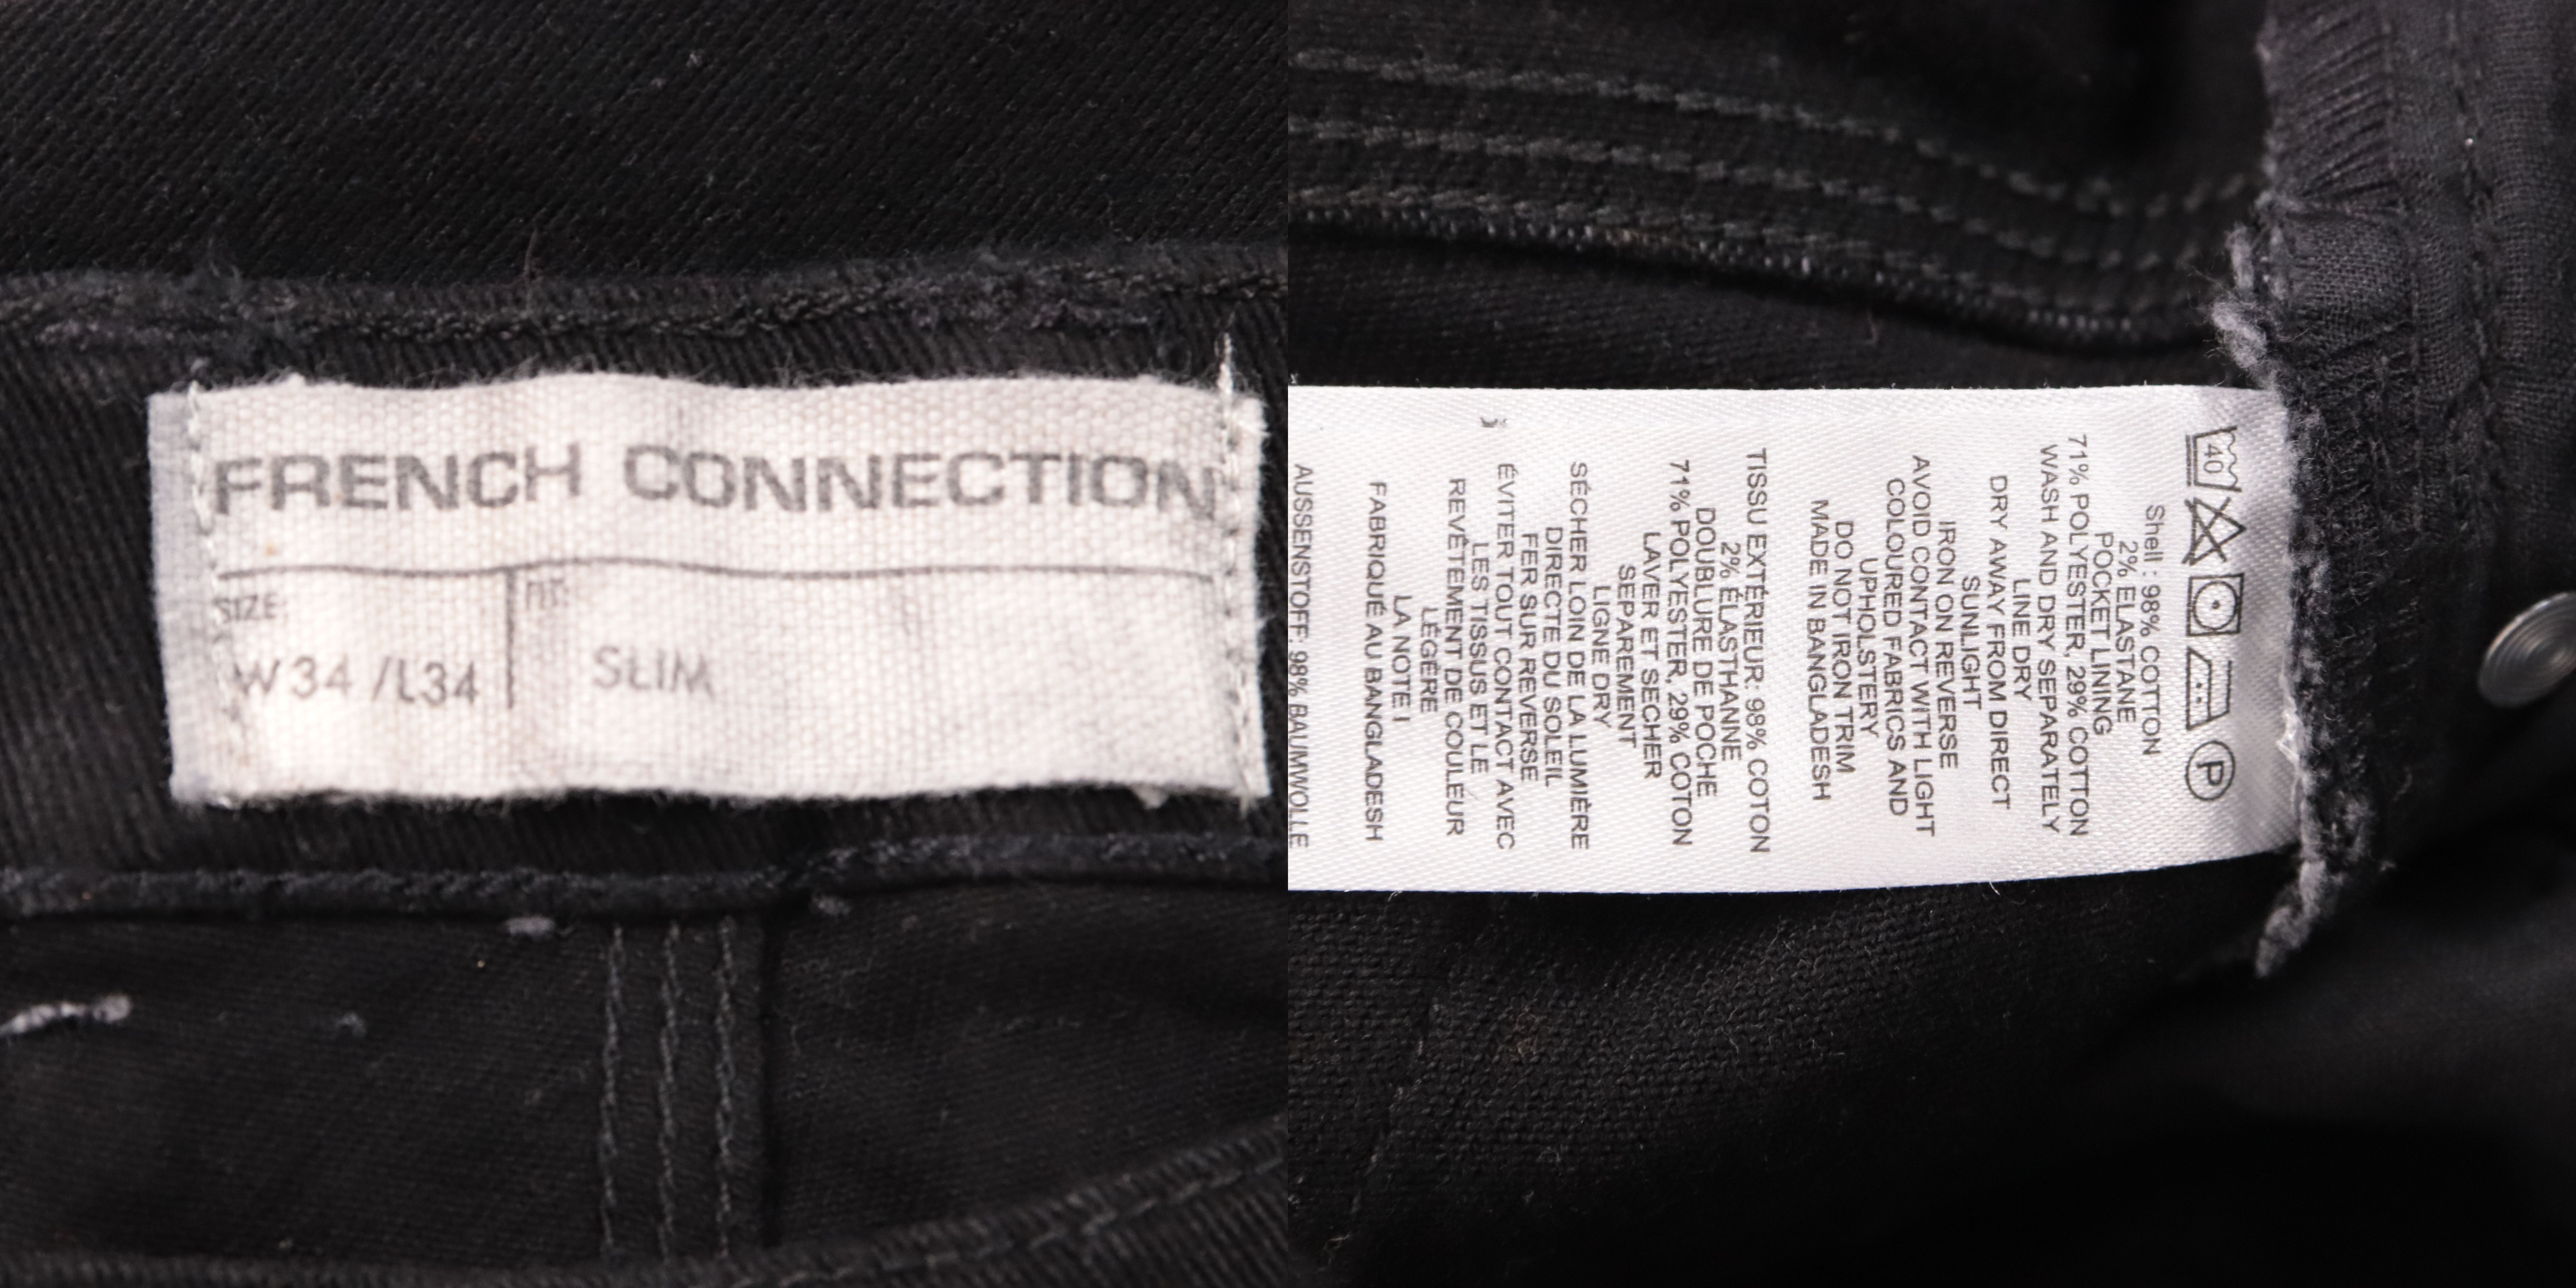 FRENCH CONNECTION
SIZE:
FIT:
W34 /L34
SLIM
40
P
Shell : 98% COTTON
2% ELASTANE
POCKET LINING
71% POLYESTER, 29% COTTON
WASH AND DRY SEPARATELY
LINE DRY
DRY AWAY FROM DIRECT
SUNLIGHT
IRON ON REVERSE
AVOID CONTACT WITH LIGHT
COLOURED FABRICS AND
UPHOLSTERY
DO NOT IRON TRIM
MADE IN BANGLADESH
TISSU EXTÉRIEUR: 98% COTON
2% ÉLASTHANNE
DOUBLURE DE POCHE
71% POLYESTER, 29% COTON
LAVER ET SECHER
SEPAREMENT
LIGNE DRY
SÉCHER LOIN DE LA LUMIÈRE
DIRECTE DU SOLEIL
FER SUR REVERSE
ÉVITER TOUT CONTACT AVEC
LES TISSUS ET LE
REVÊTEMENT DE COULEUR
LÉGÈRE
LA NOTE I
FABRIQUÉ AU BANGLADESH
AUSSENSTOFF: 98% BAUMWOLLE